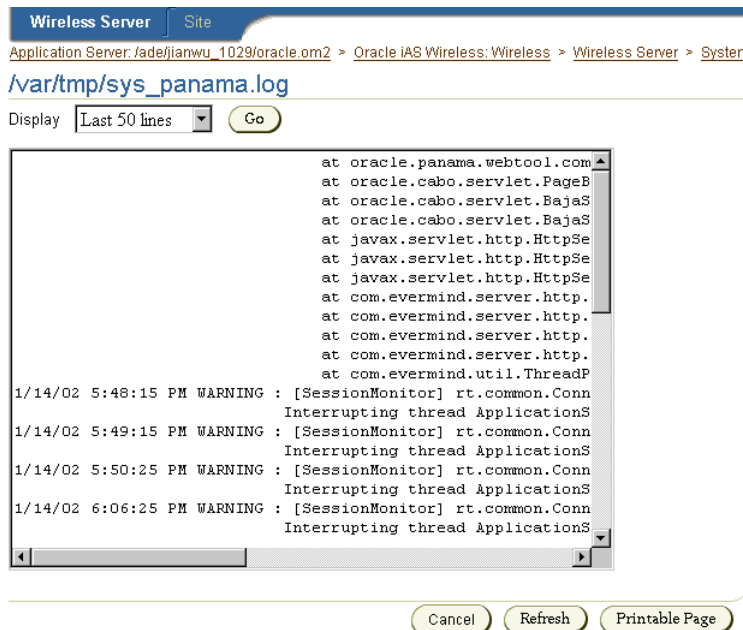 Wireless Server Site
Application Server: /ade/jianwu_1029/oracle.om2 > Oracle iAS Wireless: Wireless > Wireless Server > System
/var/tmp/sys_panama.log
Display Last 50 lines Go
at oracle.panama.webtool.com
at oracle.cabo.servlet.PageB
at oracle.cabo.servlet.BajaS
at oracle.cabo.servlet.BajaS
at javax.servlet.http.HttpSe
at javax.servlet.http.HttpSe
at javax.servlet.http.HttpSe
at com.evermind.server.http.
at com.evermind.server.http.
at com.evermind.server.http.
at com.evermind.server.http.
at com.evermind.util.ThreadP
1/14/02 5:48:15 PM WARNING : [SessionMonitor] rt.common.Conn
Interrupting thread ApplicationS
1/14/02 5:49:15 PM WARNING : [SessionMonitor] rt.common.Conn
Interrupting thread ApplicationS
1/14/02 5:50:25 PM WARNING : [SessionMonitor] rt.common.Conn
Interrupting thread ApplicationS
1/14/02 6:06:25 PM WARNING : [SessionMonitor] rt.common.Conn
Interrupting thread ApplicationS
Cancel Refresh Printable Page